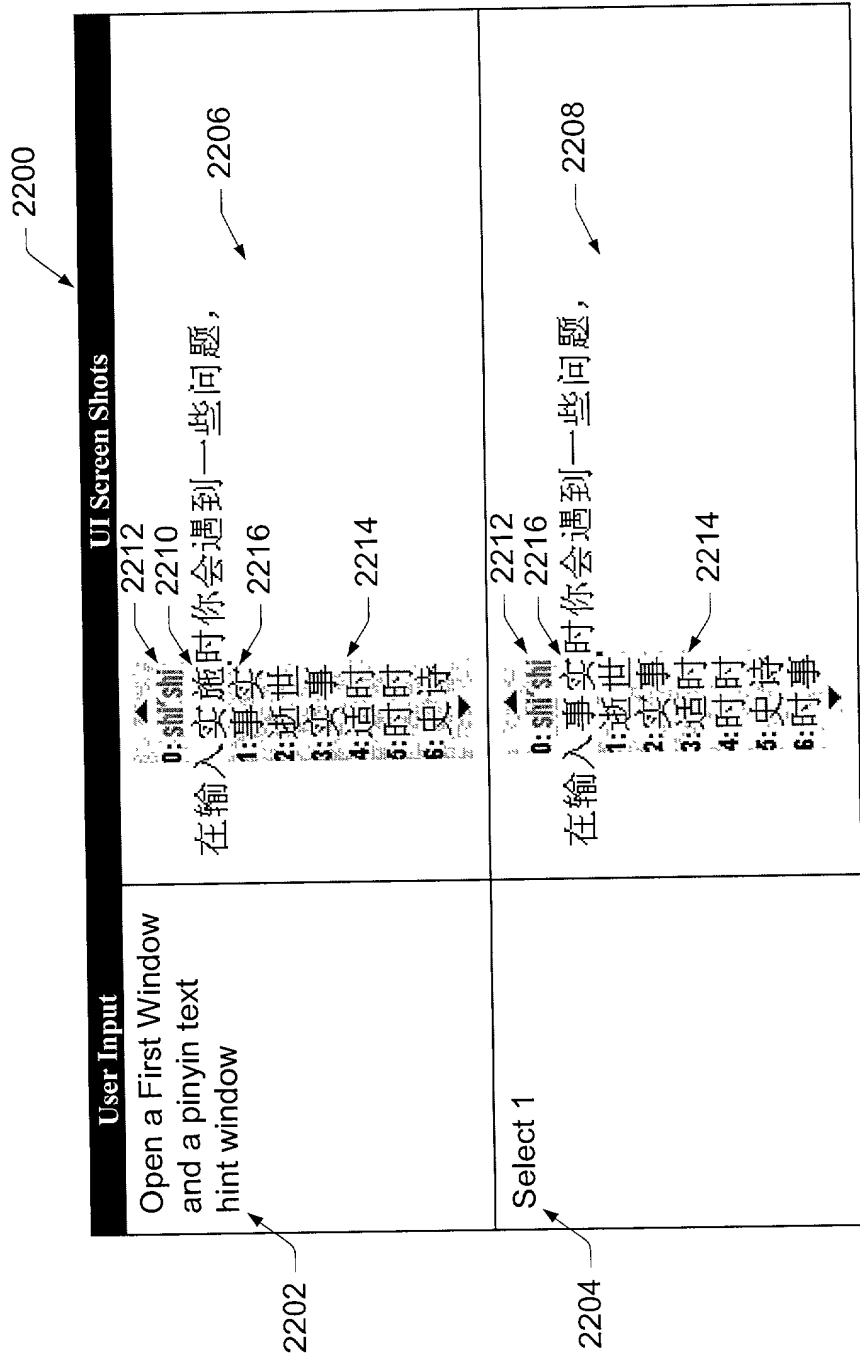 2200
User Input
UI Screen Shots
Open a First Window
and a pinyin text
hint window
2202
2212
2210
2216
2206
2214
0: shi'shi
在输入实施时你会遇到一些问题,
1:事实
2:逝世
3:实事
4:适时
5:时时
6:史诗
Select 1
2204
2212
2216
2208
2214
0: shi'shi
在输入事实时你会遇到一些问题,
1:逝世
2:实事
3:适时
4:时时
5:史诗
6:时事